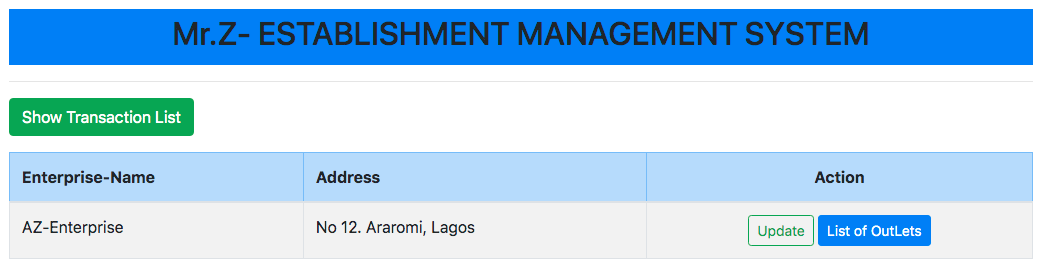 Mr.Z- ESTABLISHMENT MANAGEMENT SYSTEM
Show Transaction List
Enterprise-Name Address Action
AZ-Enterprise No 12. Araromi, Lagos Update List of OutLets